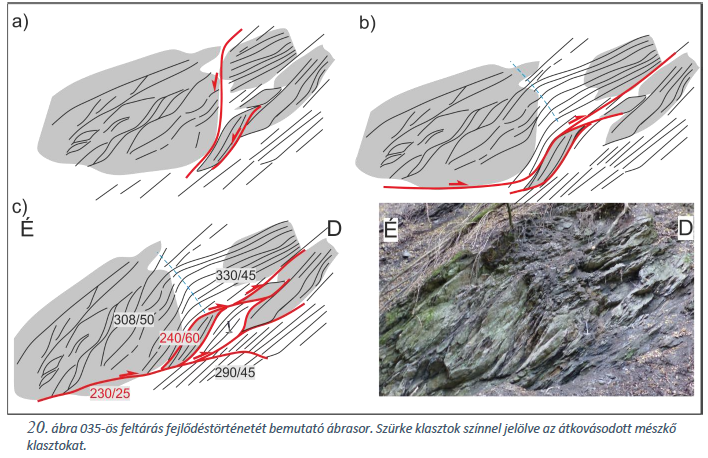 a)
b)
c)
É
D
330/45
308/50
240/60
290/45
230/25
É
D
20. ábra 035-ös feltárás fejlődéstörténetét bemutató ábrasor. Szürke klasztok színnel jelölve az átkovásodott mészkő
klasztokat.